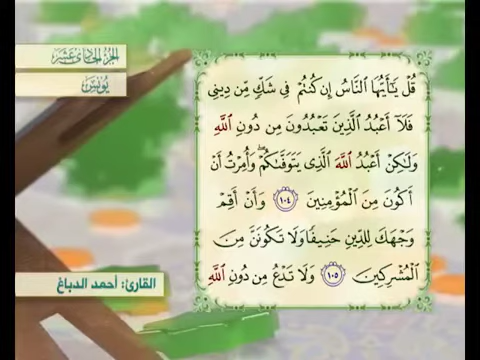 الجزء الحادي عشر
يونس
قُلْ يَـٰٓأَيُّهَا ٱلنَّاسُ إِن كُنتُمْ فِى شَكٍّ مِّن دِينِى
فَلَآ أَعْبُدُ ٱلَّذِينَ تَعْبُدُونَ مِن دُونِ ٱللَّهِ
وَلَـٰكِنْ أَعْبُدُ ٱللَّهَ ٱلَّذِى يَتَوَفَّىٰكُمْ ۖ وَأُمِرْتُ أَنْ
أَكُونَ مِنَ ٱلْمُؤْمِنِينَ ١٠٤ وَأَنْ أَقِمْ
وَجْهَكَ لِلدِّينِ حَنِيفًا وَلَا تَكُونَنَّ مِنَ
ٱلْمُشْرِكِينَ ١٠٥ وَلَا تَدْعُ مِن دُونِ ٱللَّهِ
القارئ: أحمد الدباغ